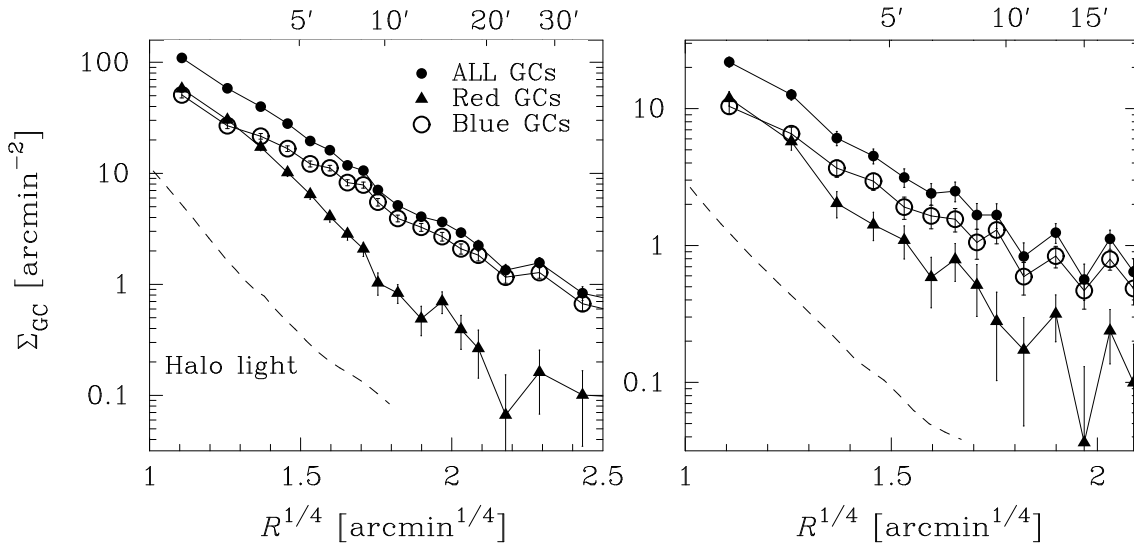 5′ 10′ 20′ 30′
5′ 10′ 15′
100
10
1
0.1
Σ_GC [arcmin⁻²]
ALL GCs
Red GCs
Blue GCs
Halo light
1 1.5 2 2.5
R^1/4 [arcmin^1/4]
10
1
0.1
1 1.5 2
R^1/4 [arcmin^1/4]